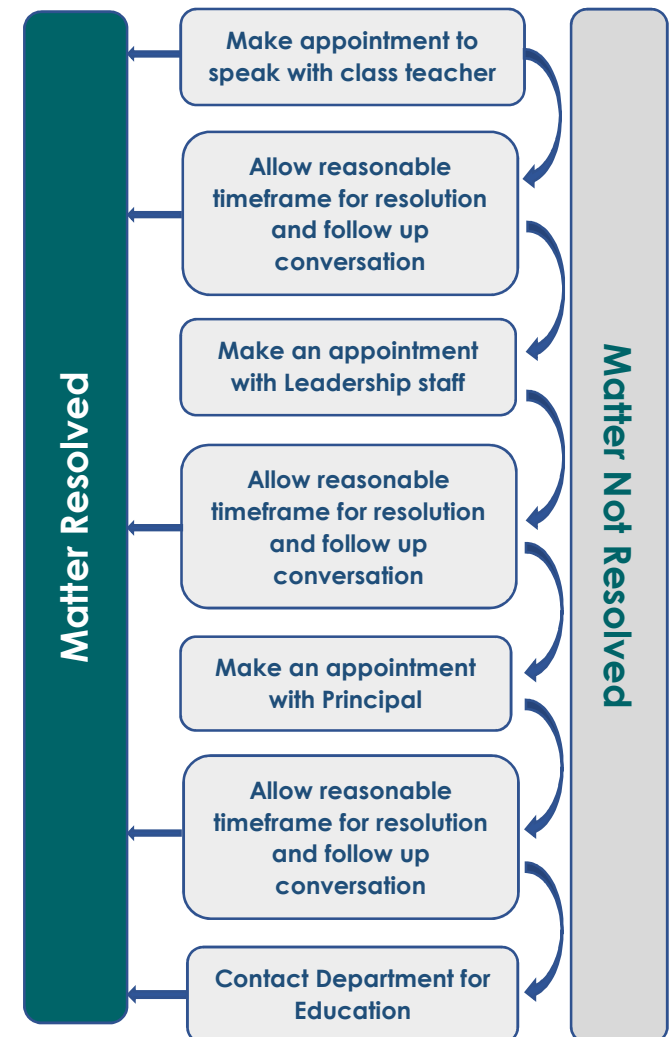 Make appointment to
speak with class teacher
Allow reasonable
timeframe for resolution
and follow up
conversation
Make an appointment
with Leadership staff
Allow reasonable
timeframe for resolution
and follow up
conversation
Make an appointment
with Principal
Allow reasonable
timeframe for resolution
and follow up
conversation
Contact Department for
Education
Matter Resolved
Matter Not Resolved